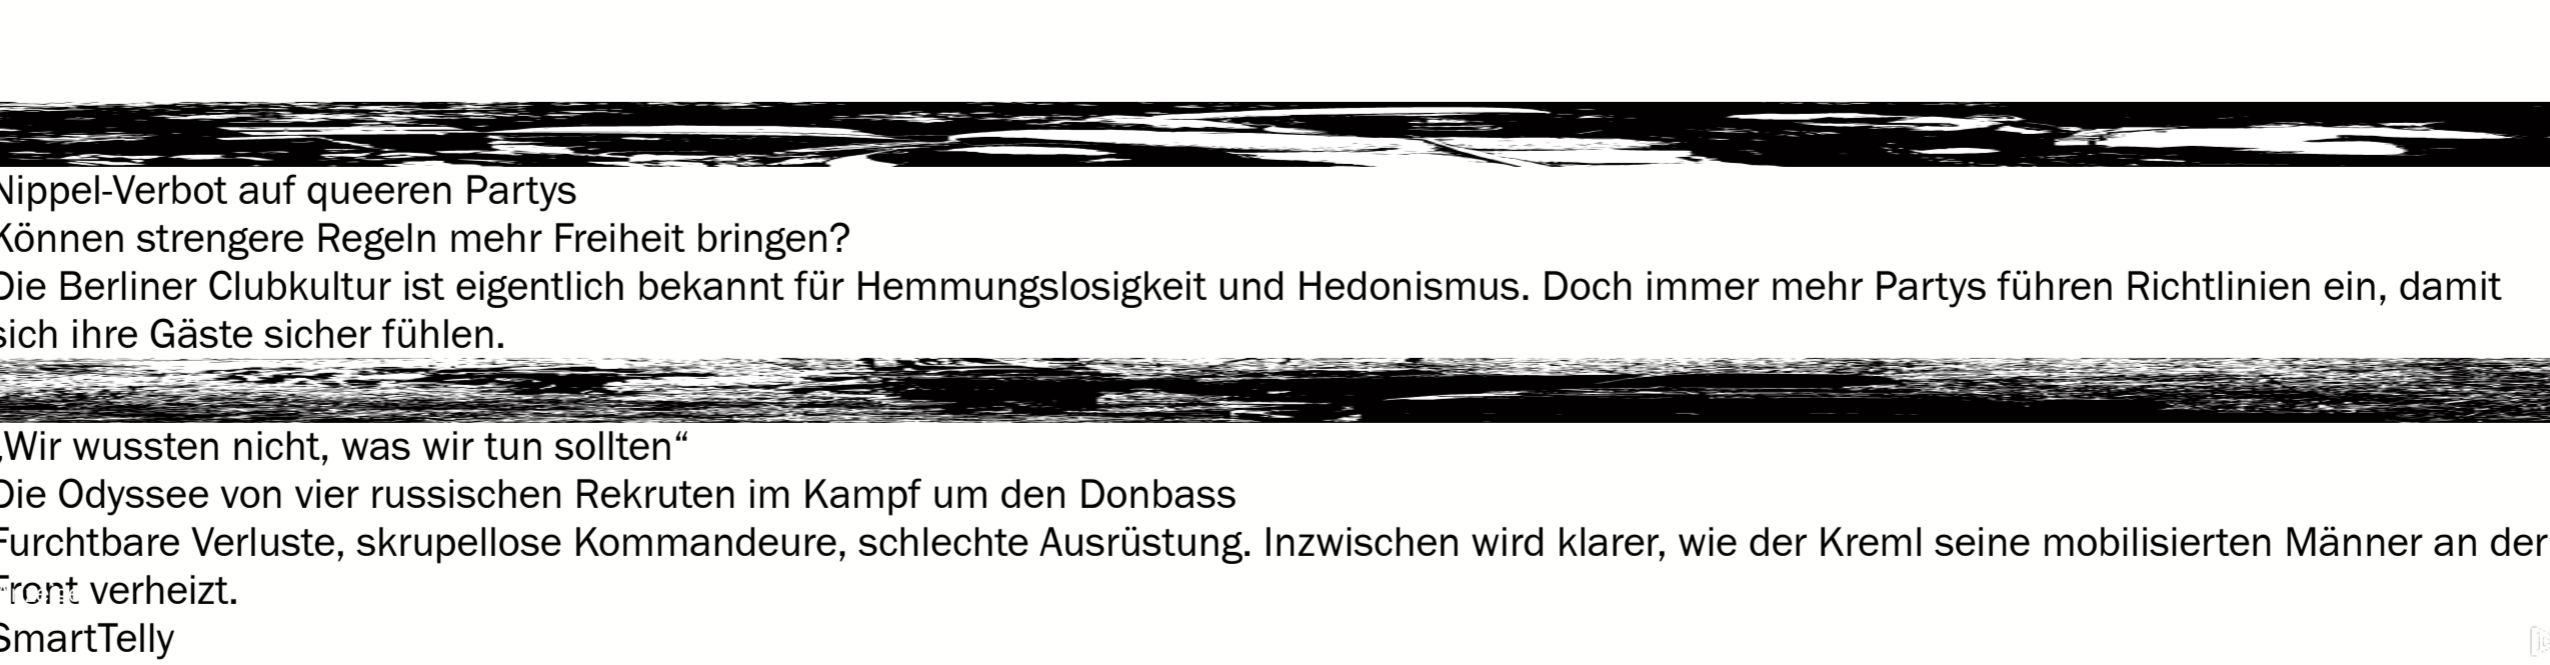 Nippel-Verbot auf queeren Partys
Können strengere Regeln mehr Freiheit bringen?
Die Berliner Clubkultur ist eigentlich bekannt für Hemmungslosigkeit und Hedonismus. Doch immer mehr Partys führen Richtlinien ein, damit
sich ihre Gäste sicher fühlen.
„Wir wussten nicht, was wir tun sollten“
Die Odyssee von vier russischen Rekruten im Kampf um den Donbass
Furchtbare Verluste, skrupellose Kommandeure, schlechte Ausrüstung. Inzwischen wird klarer, wie der Kreml seine mobilisierten Männer an der
Front verheizt.
SmartTelly